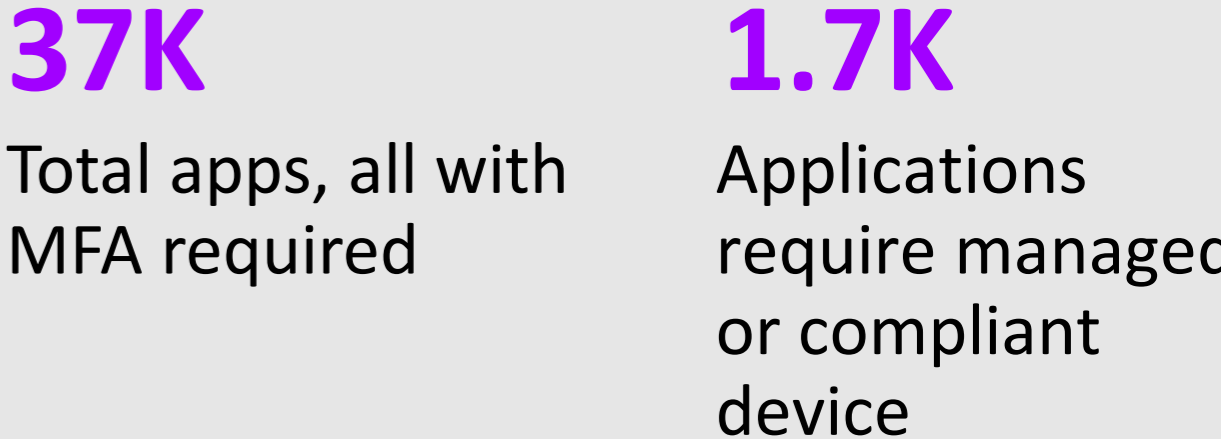 37K
Total apps, all with
MFA required
1.7K
Applications
require managed
or compliant
device